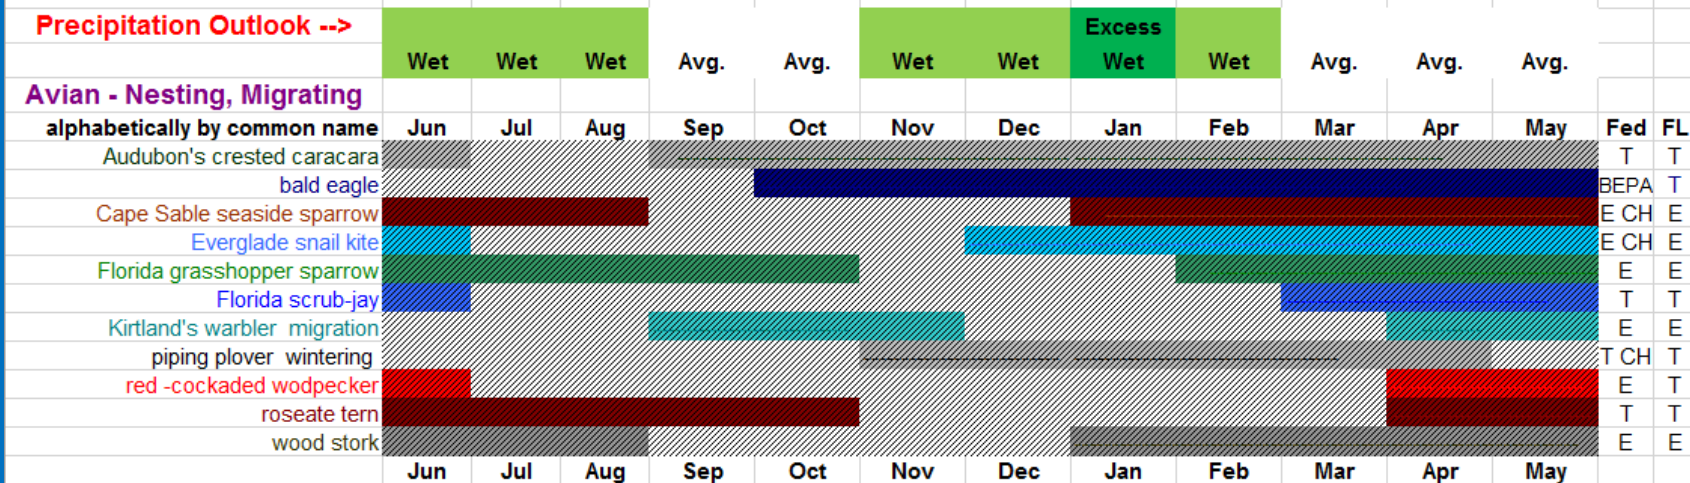 Precipitation Outlook --> Excess
Wet Wet Wet Avg. Avg. Wet Wet Wet Wet Avg. Avg. Avg.
Avian - Nesting, Migrating
alphabetically by common name Jun Jul Aug Sep Oct Nov Dec Jan Feb Mar Apr May Fed FL
Audubon's crested caracara T T
bald eagle BEPA T
Cape Sable seaside sparrow E CH E
Everglade snail kite E CH E
Florida grasshopper sparrow E E
Florida scrub-jay T T
Kirtland's warbler migration E E
piping plover wintering T CH T
red -cockaded wodpecker E T
roseate tern T T
wood stork E E
Jun Jul Aug Sep Oct Nov Dec Jan Feb Mar Apr May